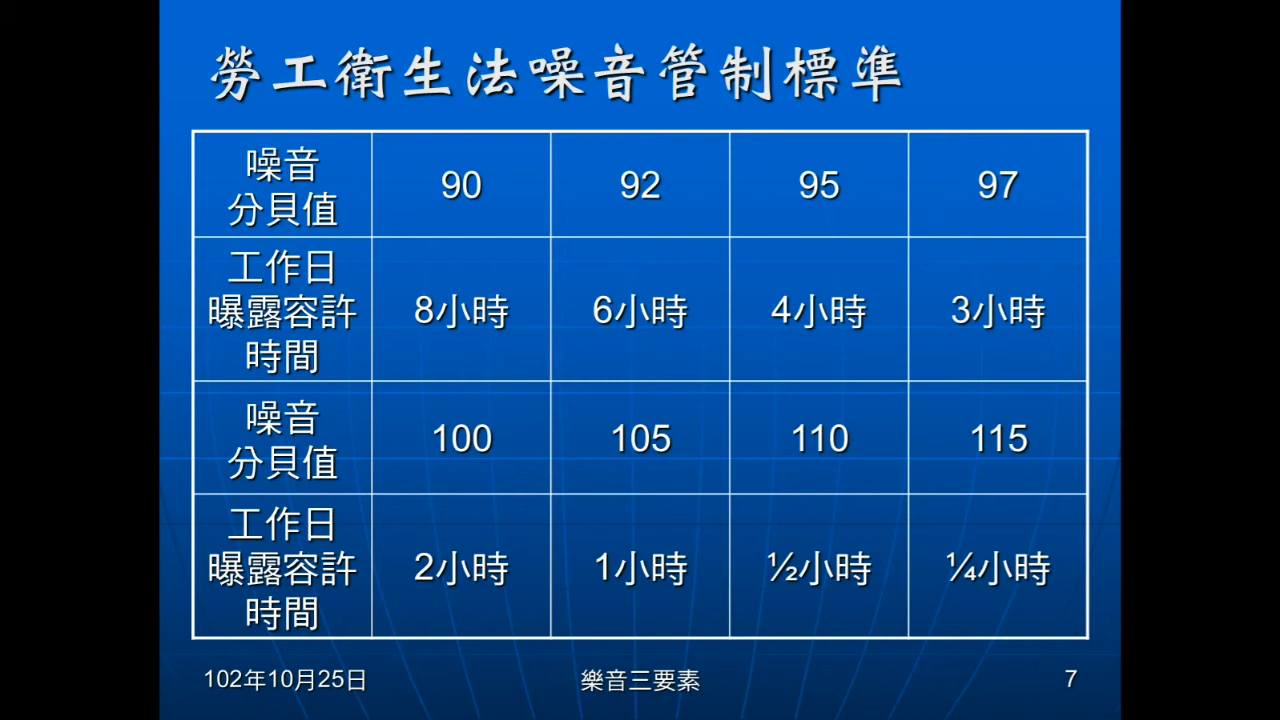 勞工衛生法噪音管制標準
噪音
分貝值
90
92
95
97
工作日
曝露容許
時間
8小時
6小時
4小時
3小時
噪音
分貝值
100
105
110
115
工作日
曝露容許
時間
2小時
1小時
½小時
¼小時
102年10月25日
樂音三要素
7